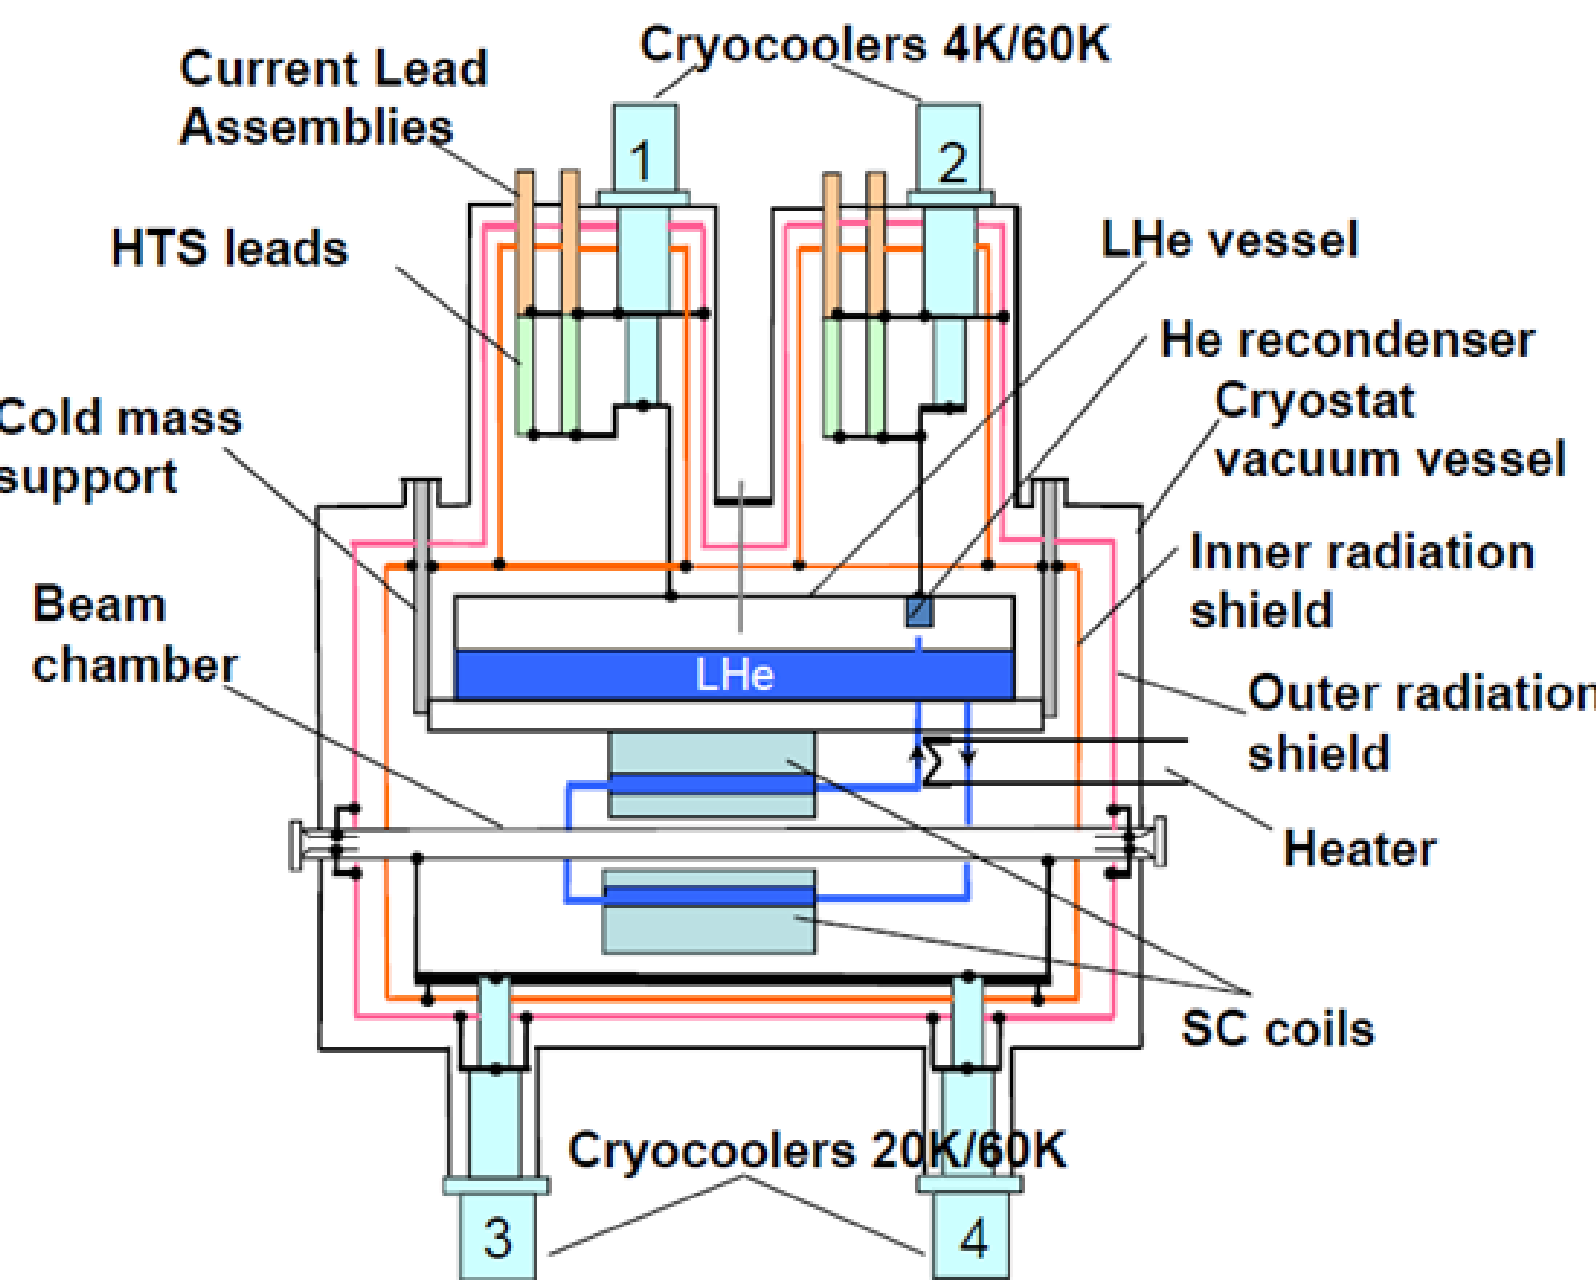 Cryocoolers 4K/60K
Current Lead
Assemblies
1
2
HTS leads
LHe vessel
He recondenser
Cold mass
support
Cryostat
vacuum vessel
Inner radiation
shield
Beam
chamber
LHe
Outer radiation
shield
Heater
SC coils
Cryocoolers 20K/60K
3
4